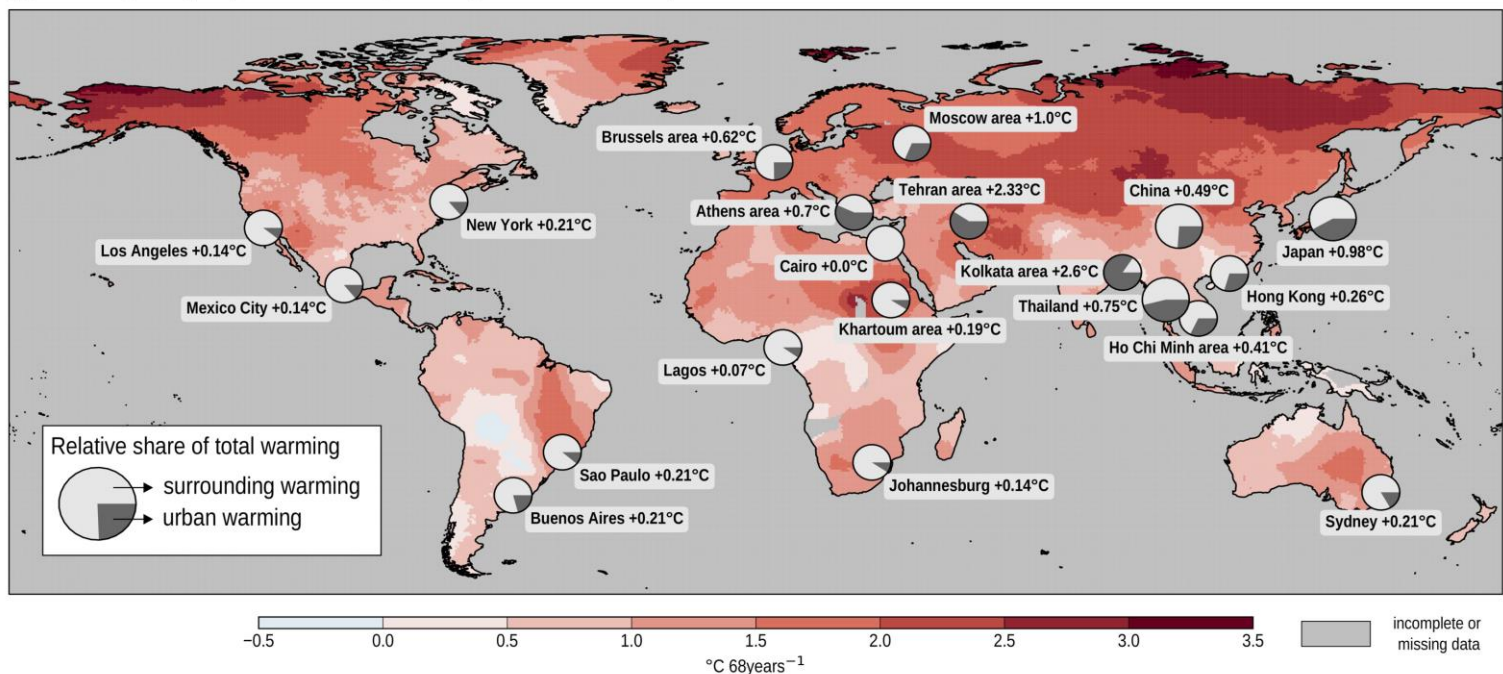 Moscow area +1.0°C
Brussels area +0.62°C
Tehran area +2.33°C
China +0.49°C
Athens area +0.7°C
New York +0.21°C
Los Angeles +0.14°C
Cairo +0.0°C
Kolkata area +2.6°C
Japan +0.98°C
Mexico City +0.14°C
Thailand +0.75°C
Hong Kong +0.26°C
Khartoum area +0.19°C
Ho Chi Minh area +0.41°C
Lagos +0.07°C
Relative share of total warming
surrounding warming
urban warming
Sao Paulo +0.21°C
Johannesburg +0.14°C
Buenos Aires +0.21°C
Sydney +0.21°C
−0.5 0.0 0.5 1.0 1.5 2.0 2.5 3.0 3.5
°C 68years⁻¹
incomplete or
missing data